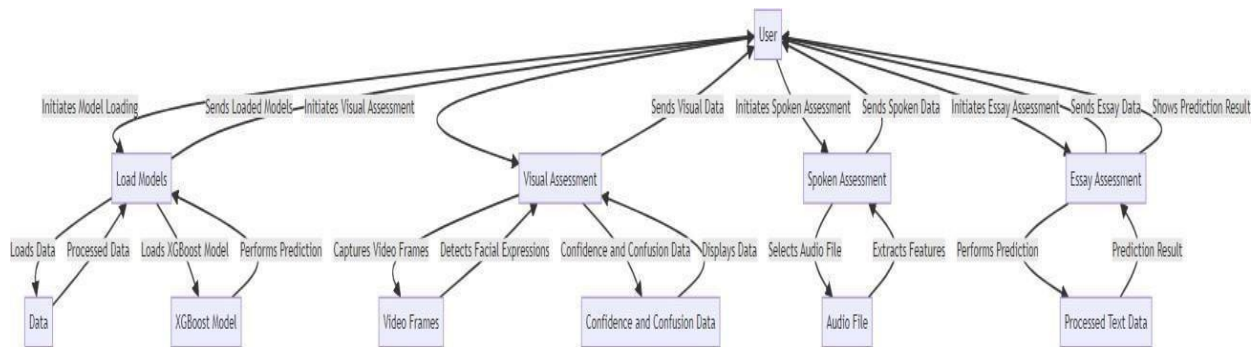 User
Initiates Model Loading
Sends Loaded Models
Initiates Visual Assessment
Sends Visual Data
Initiates Spoken Assessment
Sends Spoken Data
Initiates Essay Assessment
Sends Essay Data
Shows Prediction Result
Load Models
Visual Assessment
Spoken Assessment
Essay Assessment
Loads Data
Processed Data
Loads XGBoost Model
Performs Prediction
Captures Video Frames
Detects Facial Expressions
Confidence and Confusion Data
Displays Data
Selects Audio File
Extracts Features
Performs Prediction
Prediction Result
Data
XGBoost Model
Video Frames
Confidence and Confusion Data
Audio File
Processed Text Data